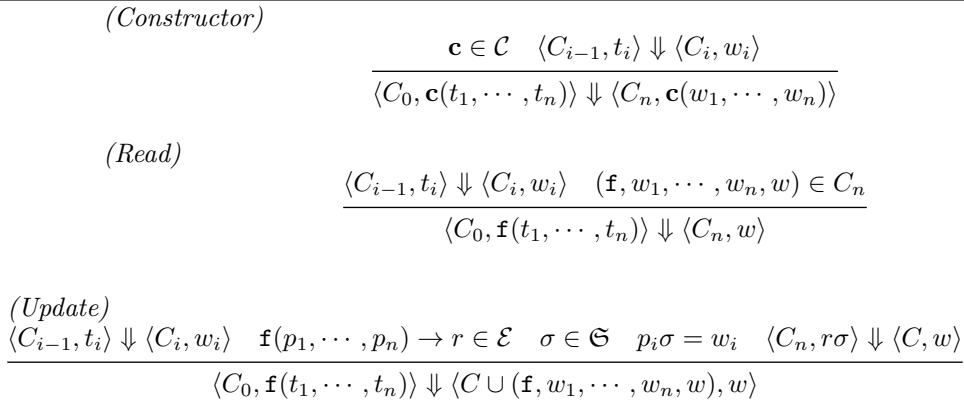 (Constructor)
c ∈ 𝒞 ⟨C_{i−1}, t_i⟩ ⇓ ⟨C_i, w_i⟩
⟨C_0, c(t_1, ⋯ , t_n)⟩ ⇓ ⟨C_n, c(w_1, ⋯ , w_n)⟩
(Read)
⟨C_{i−1}, t_i⟩ ⇓ ⟨C_i, w_i⟩ (f, w_1, ⋯ , w_n, w) ∈ C_n
⟨C_0, f(t_1, ⋯ , t_n)⟩ ⇓ ⟨C_n, w⟩
(Update)
⟨C_{i−1}, t_i⟩ ⇓ ⟨C_i, w_i⟩ f(p_1, ⋯ , p_n) → r ∈ ℰ σ ∈ 𝔖 p_iσ = w_i ⟨C_n, rσ⟩ ⇓ ⟨C, w⟩
⟨C_0, f(t_1, ⋯ , t_n)⟩ ⇓ ⟨C ∪ (f, w_1, ⋯ , w_n, w), w⟩